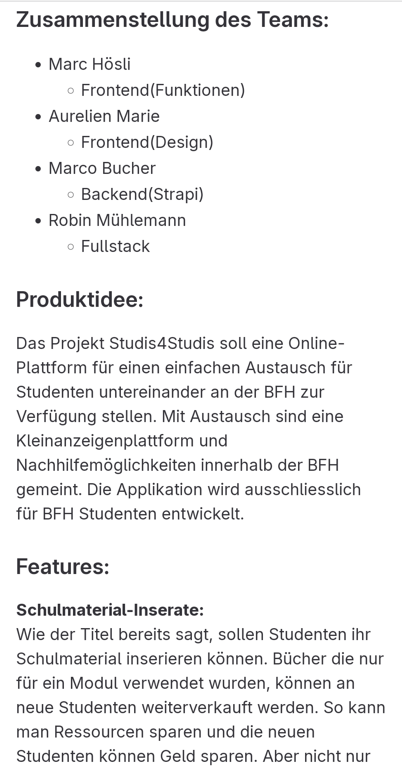 Zusammenstellung des Teams:
• Marc Hösli
◦ Frontend(Funktionen)
• Aurelien Marie
◦ Frontend(Design)
• Marco Bucher
◦ Backend(Strapi)
• Robin Mühlemann
◦ Fullstack
Produktidee:
Das Projekt Studis4Studis soll eine Online-
Plattform für einen einfachen Austausch für
Studenten untereinander an der BFH zur
Verfügung stellen. Mit Austausch sind eine
Kleinanzeigenplattform und
Nachhilfemöglichkeiten innerhalb der BFH
gemeint. Die Applikation wird ausschliesslich
für BFH Studenten entwickelt.
Features:
Schulmaterial-Inserate:
Wie der Titel bereits sagt, sollen Studenten ihr
Schulmaterial inserieren können. Bücher die nur
für ein Modul verwendet wurden, können an
neue Studenten weiterverkauft werden. So kann
man Ressourcen sparen und die neuen
Studenten können Geld sparen. Aber nicht nur